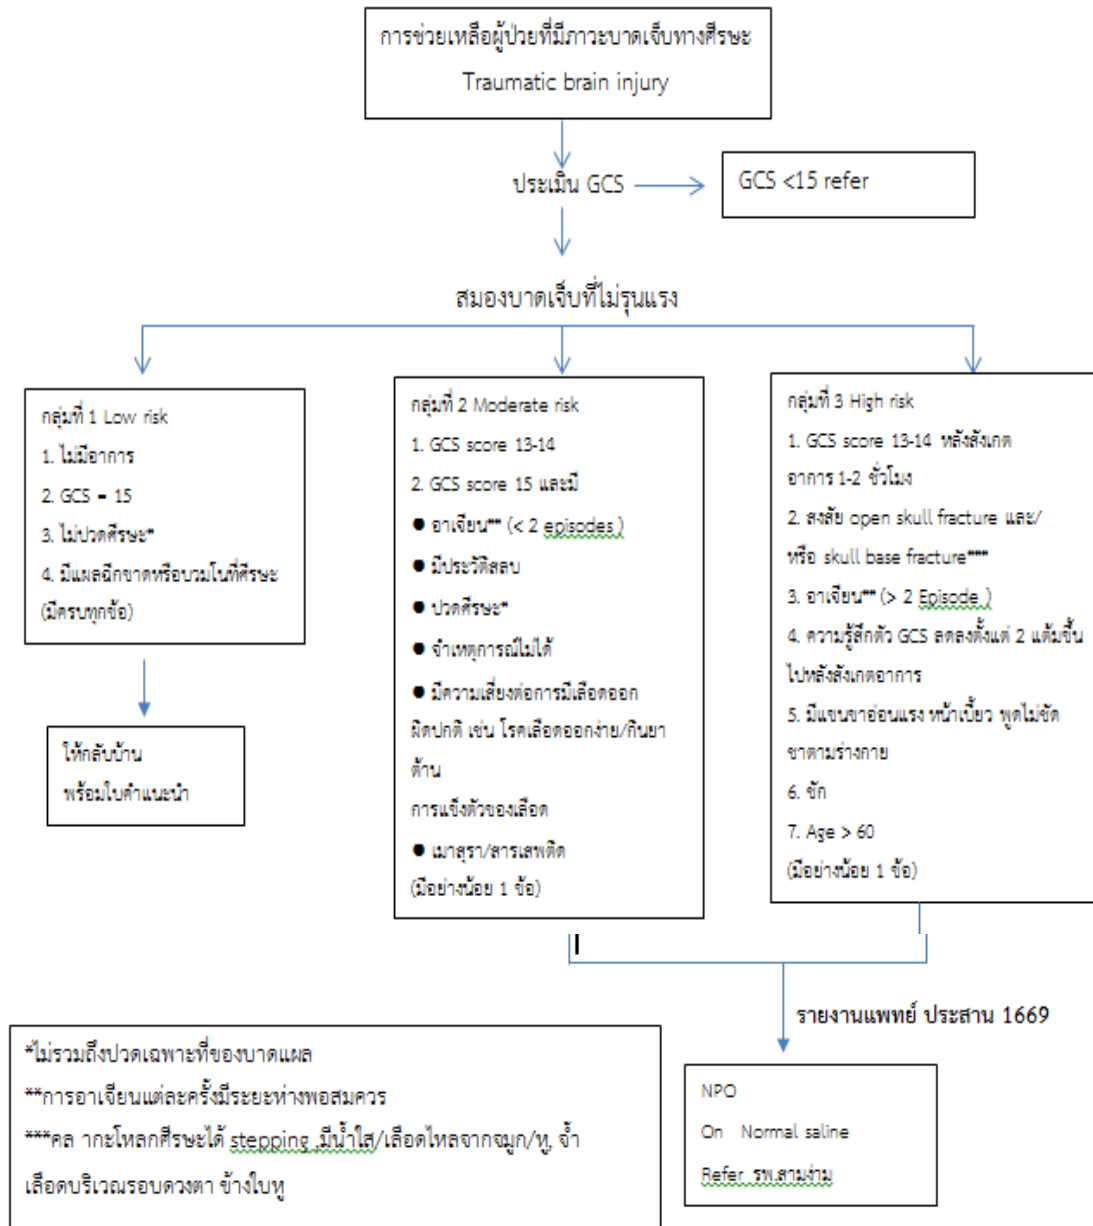 การช่วยเหลือผู้ป่วยที่มีภาวะบาดเจ็บทางศีรษะ
Traumatic brain injury
ประเมิน GCS
GCS <15 refer
สมองบาดเจ็บที่ไม่รุนแรง
กลุ่มที่ 1 Low risk
1. ไม่มีอาการ
2. GCS = 15
3. ไม่ปวดศีรษะ*
4. มีแผลฉีกขาดหรือบวมโนที่ศีรษะ
(มีครบทุกข้อ)
ให้กลับบ้าน
พร้อมใบคำแนะนำ
กลุ่มที่ 2 Moderate risk
1. GCS score 13-14
2. GCS score 15 และมี
● อาเจียน** (< 2 episodes )
● มีประวัติสลบ
● ปวดศีรษะ*
● จำเหตุการณ์ไม่ได้
● มีความเสี่ยงต่อการมีเลือดออก
ผิดปกติ เช่น โรคเลือดออกง่าย/กินยา
ต้าน
การแข็งตัวของเลือด
● เมาสุรา/สารเสพติด
(มีอย่างน้อย 1 ข้อ)
กลุ่มที่ 3 High risk
1. GCS score 13-14 หลังสังเกต
อาการ 1-2 ชั่วโมง
2. สงสัย open skull fracture และ/
หรือ skull base fracture***
3. อาเจียน** (> 2 Episode )
4. ความรู้สึกตัว GCS ลดลงตั้งแต่ 2 แต้มขึ้น
ไปหลังสังเกตอาการ
5. มีแขนขาอ่อนแรง หน้าเบี้ยว พูดไม่ชัด
ชาตามร่างกาย
6. ชัก
7. Age > 60
(มีอย่างน้อย 1 ข้อ)
รายงานแพทย์ ประสาน 1669
NPO
On Normal saline
Refer รพ.สามง่าม
*ไม่รวมถึงปวดเฉพาะที่ของบาดแผล
**การอาเจียนแต่ละครั้งมีระยะห่างพอสมควร
***คล ากะโหลกศีรษะได้ stepping ,มีน้ำใส/เลือดไหลจากจมูก/หู, จ้ำ
เลือดบริเวณรอบดวงตา ข้างใบหู